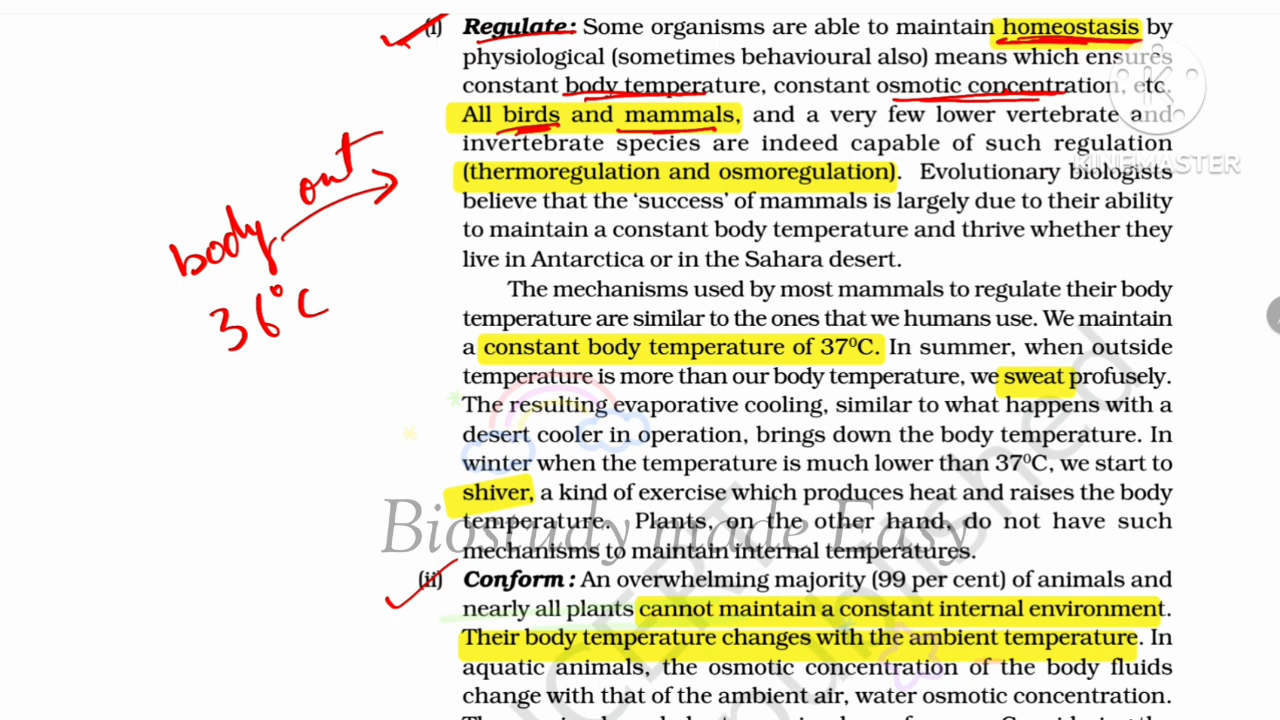 (i) Regulate: Some organisms are able to maintain homeostasis by
physiological (sometimes behavioural also) means which ensures
constant body temperature, constant osmotic concentration, etc.
All birds and mammals, and a very few lower vertebrate and
invertebrate species are indeed capable of such regulation
(thermoregulation and osmoregulation). Evolutionary biologists
believe that the ‘success’ of mammals is largely due to their ability
to maintain a constant body temperature and thrive whether they
live in Antarctica or in the Sahara desert.
The mechanisms used by most mammals to regulate their body
temperature are similar to the ones that we humans use. We maintain
a constant body temperature of 37⁰C. In summer, when outside
temperature is more than our body temperature, we sweat profusely.
The resulting evaporative cooling, similar to what happens with a
desert cooler in operation, brings down the body temperature. In
winter when the temperature is much lower than 37⁰C, we start to
shiver, a kind of exercise which produces heat and raises the body
temperature. Plants, on the other hand, do not have such
mechanisms to maintain internal temperatures.
(ii) Conform: An overwhelming majority (99 per cent) of animals and
nearly all plants cannot maintain a constant internal environment.
Their body temperature changes with the ambient temperature. In
aquatic animals, the osmotic concentration of the body fluids
change with that of the ambient air, water osmotic concentration.
body out
36°C
KINEMASTER
Biostudy made Easy